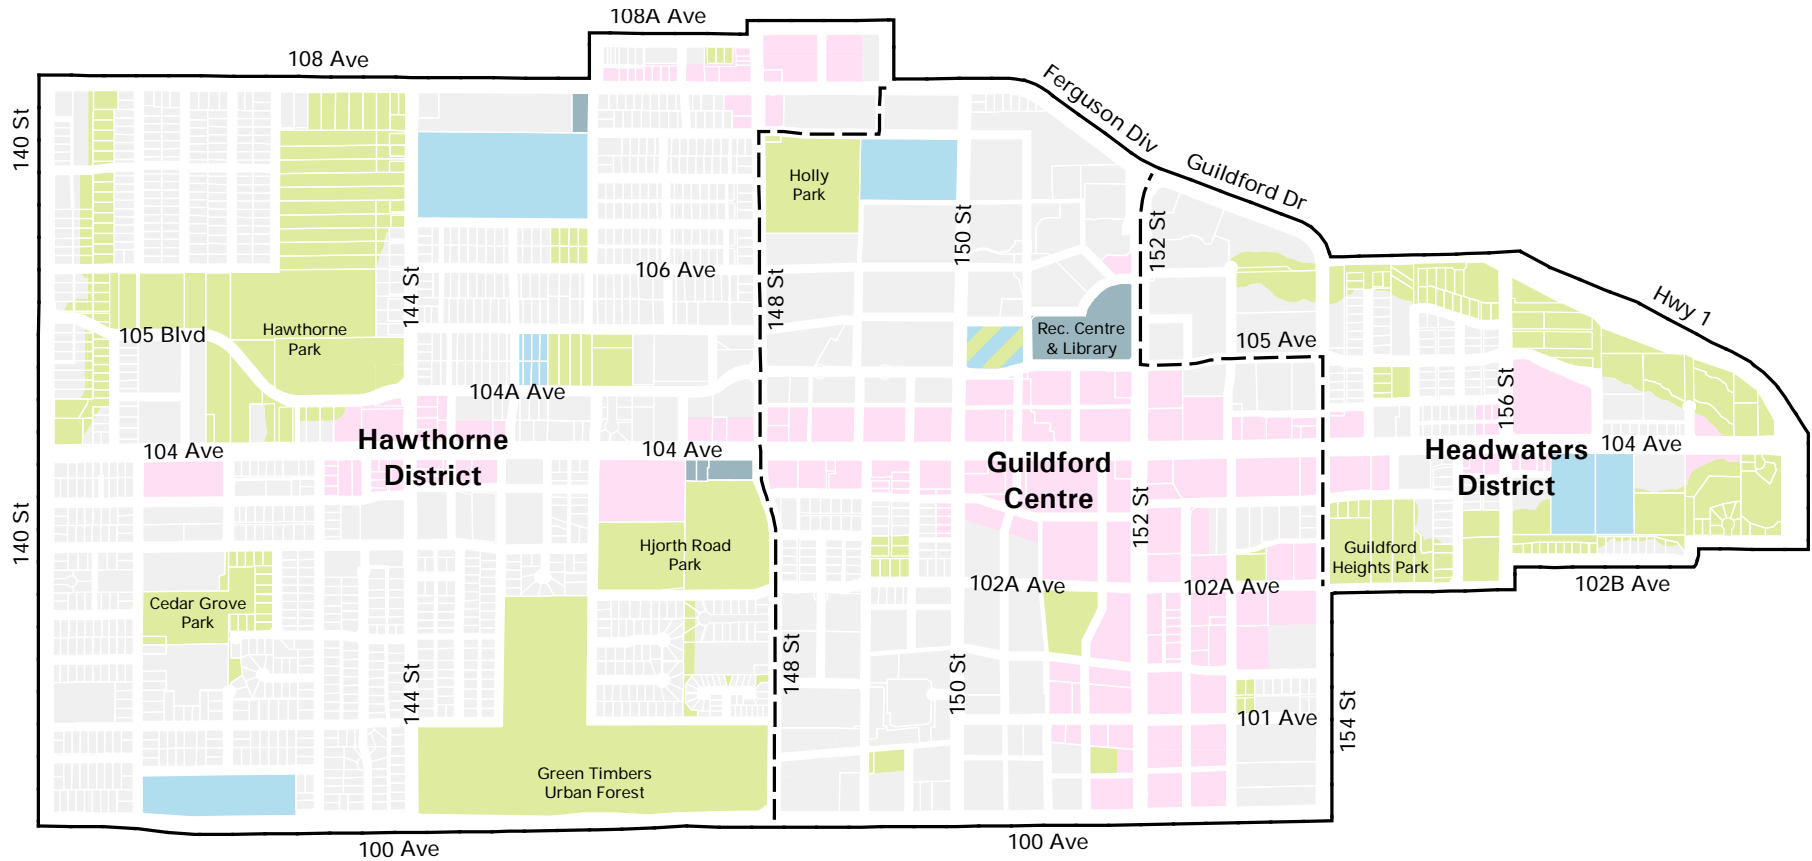 108A Ave
108 Ave
Ferguson Div
140 St
Guildford Dr
Holly
Park
150 St
152 St
106 Ave
144 St
148 St
Hwy 1
105 Blvd
Hawthorne
Park
Rec. Centre
& Library
105 Ave
104A Ave
156 St
104 Ave
Hawthorne
District
104 Ave
Guildford
Centre
Headwaters
District
104 Ave
140 St
152 St
Hjorth Road
Park
Guildford
Heights Park
102A Ave
102A Ave
102B Ave
Cedar Grove
Park
144 St
148 St
150 St
154 St
101 Ave
Green Timbers
Urban Forest
100 Ave
100 Ave